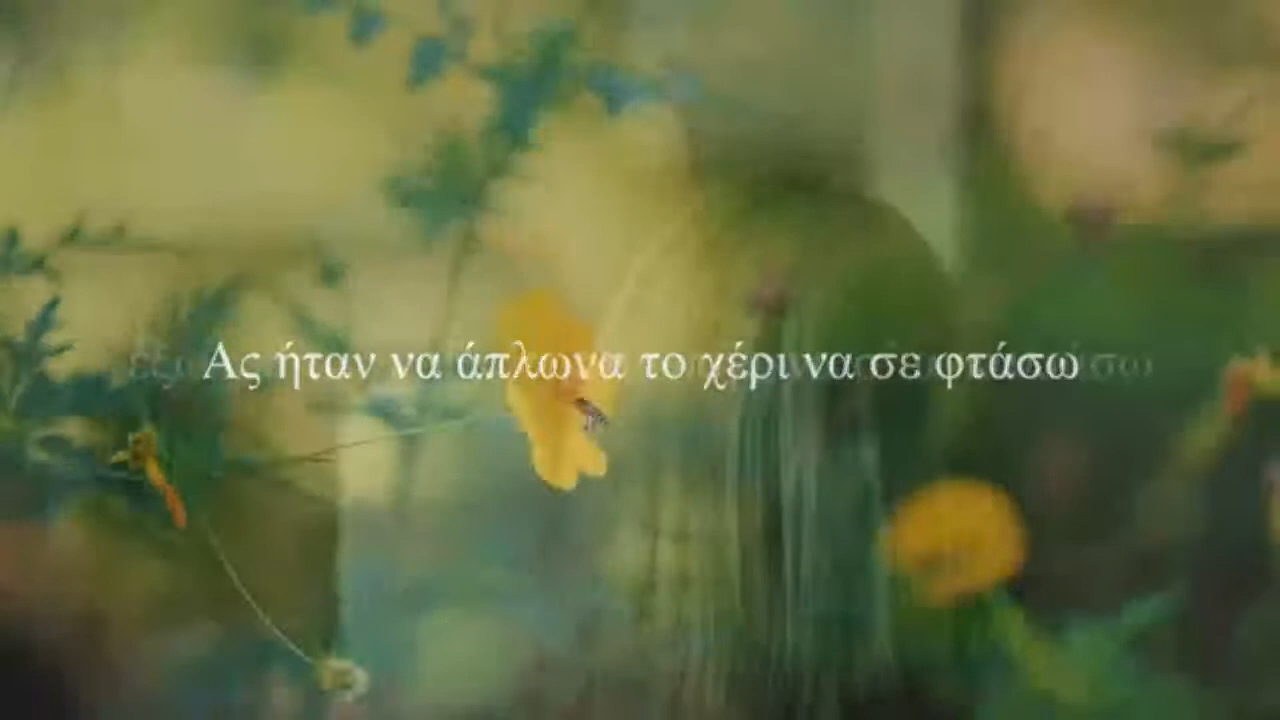 Ας ήταν να άπλωνα το χέρι να σε φτάσω